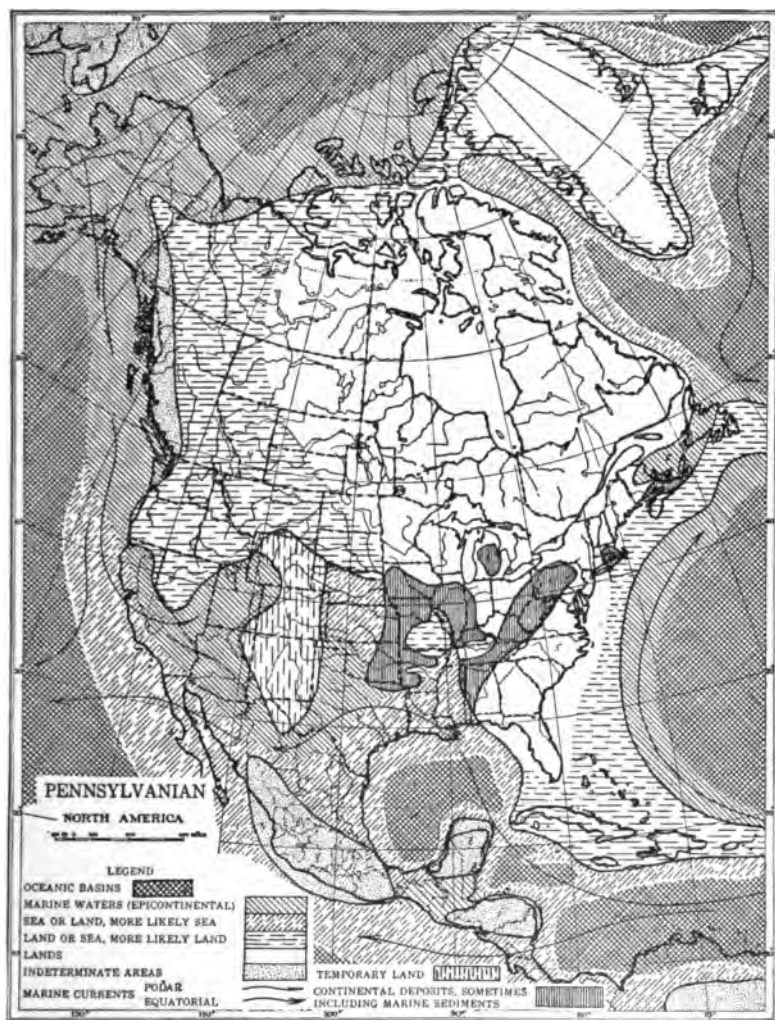 PENNSYLVANIAN
NORTH AMERICA
LEGEND
OCEANIC BASINS
MARINE WATERS (EPICONTINENTAL)
SEA OR LAND, MORE LIKELY SEA
LAND OR SEA, MORE LIKELY LAND
LANDS
INDETERMINATE AREAS
TEMPORARY LAND
MARINE CURRENTS POLAR
EQUATORIAL
CONTINENTAL DEPOSITS, SOMETIMES
INCLUDING MARINE SEDIMENTS